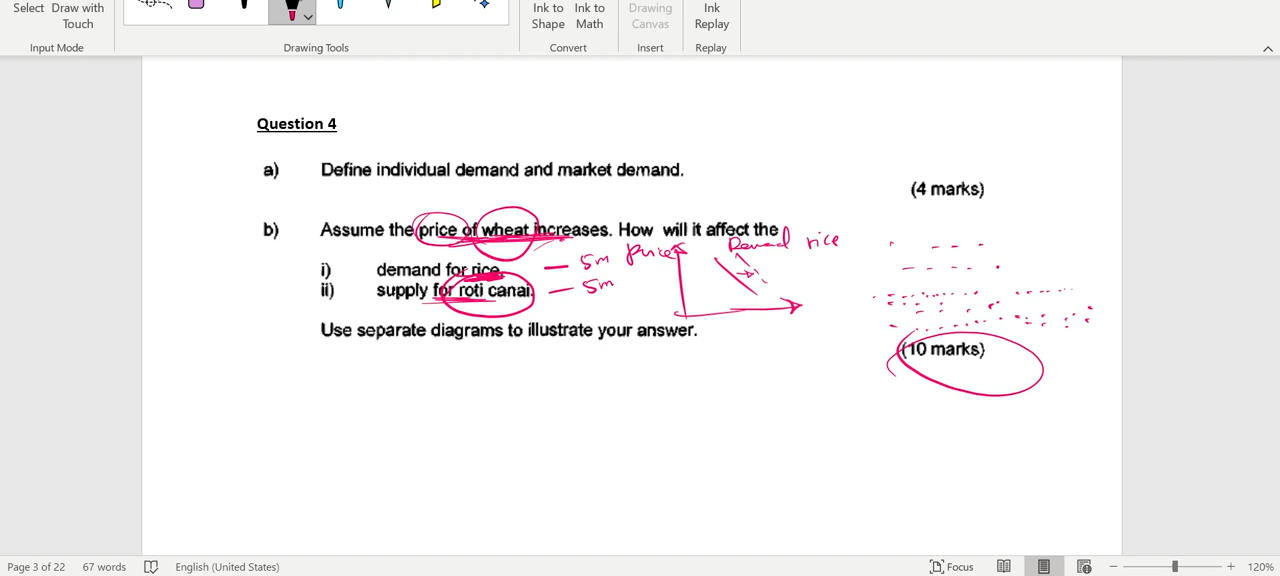 Select Draw with Touch
Ink to Shape
Ink to Math
Drawing Canvas
Ink Replay
Input Mode
Drawing Tools
Convert
Insert
Replay
Question 4
a) Define individual demand and market demand.
(4 marks)
b) Assume the price of wheat increases. How will it affect the
i) demand for rice
ii) supply for roti canai.
5m
5m
Price
rice
Use separate diagrams to illustrate your answer.
(10 marks)
Page 3 of 22 67 words English (United States) Focus 120%